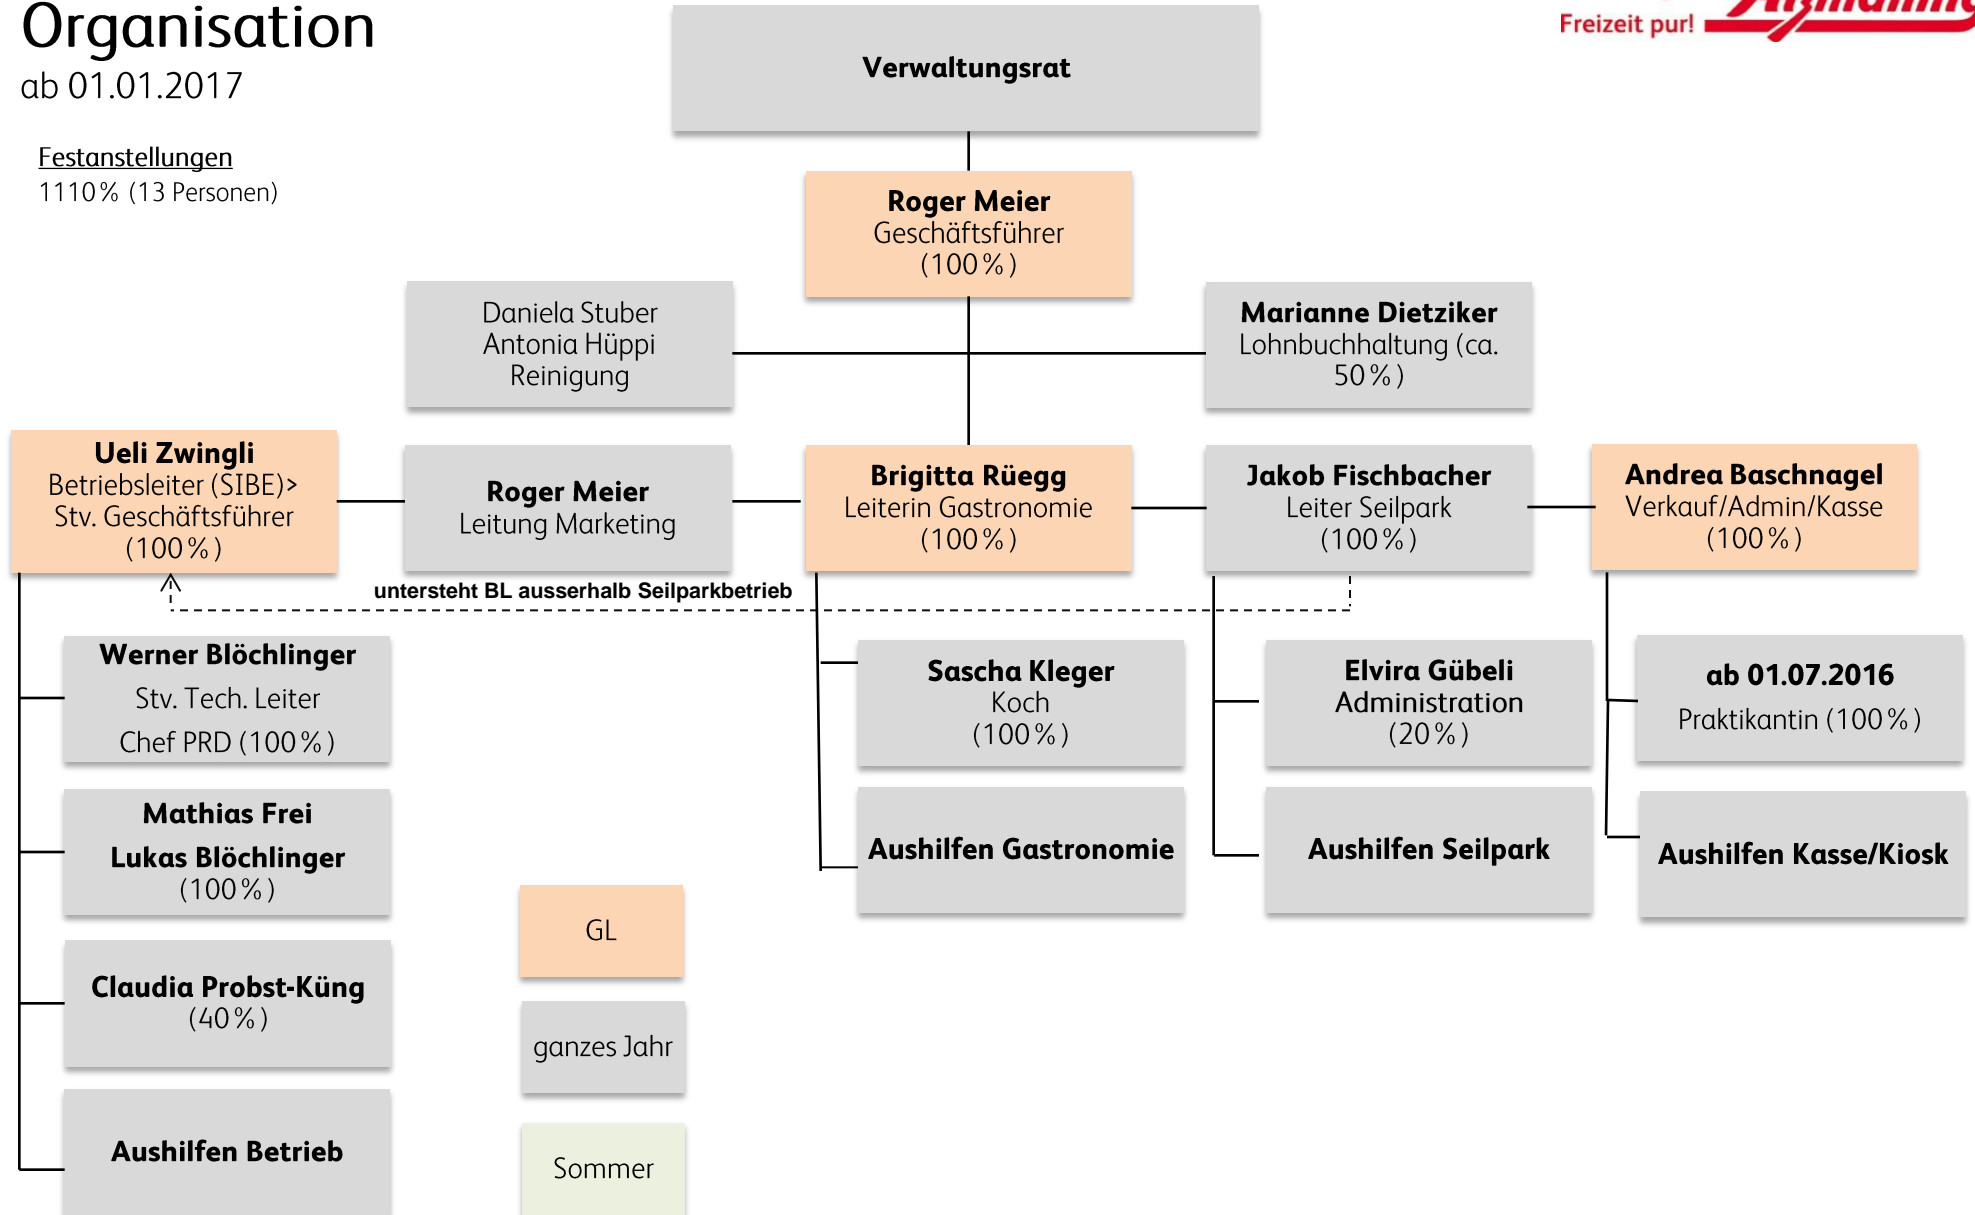 Organisation
ab 01.01.2017
Freizeit pur!
Festanstellungen
1110% (13 Personen)
Verwaltungsrat
Roger Meier
Geschäftsführer
(100%)
Daniela Stuber
Antonia Hüppi
Reinigung
Marianne Dietziker
Lohnbuchhaltung (ca.
50%)
Ueli Zwingli
Betriebsleiter (SIBE)>
Stv. Geschäftsführer
(100%)
Roger Meier
Leitung Marketing
Brigitta Rüegg
Leiterin Gastronomie
(100%)
Jakob Fischbacher
Leiter Seilpark
(100%)
Andrea Baschnagel
Verkauf/Admin/Kasse
(100%)
untersteht BL ausserhalb Seilparkbetrieb
Werner Blöchlinger
Stv. Tech. Leiter
Chef PRD (100%)
Mathias Frei
Lukas Blöchlinger
(100%)
Claudia Probst-Küng
(40%)
Aushilfen Betrieb
Sascha Kleger
Koch
(100%)
Aushilfen Gastronomie
Elvira Gübeli
Administration
(20%)
Aushilfen Seilpark
ab 01.07.2016
Praktikantin (100%)
Aushilfen Kasse/Kiosk
GL
ganzes Jahr
Sommer